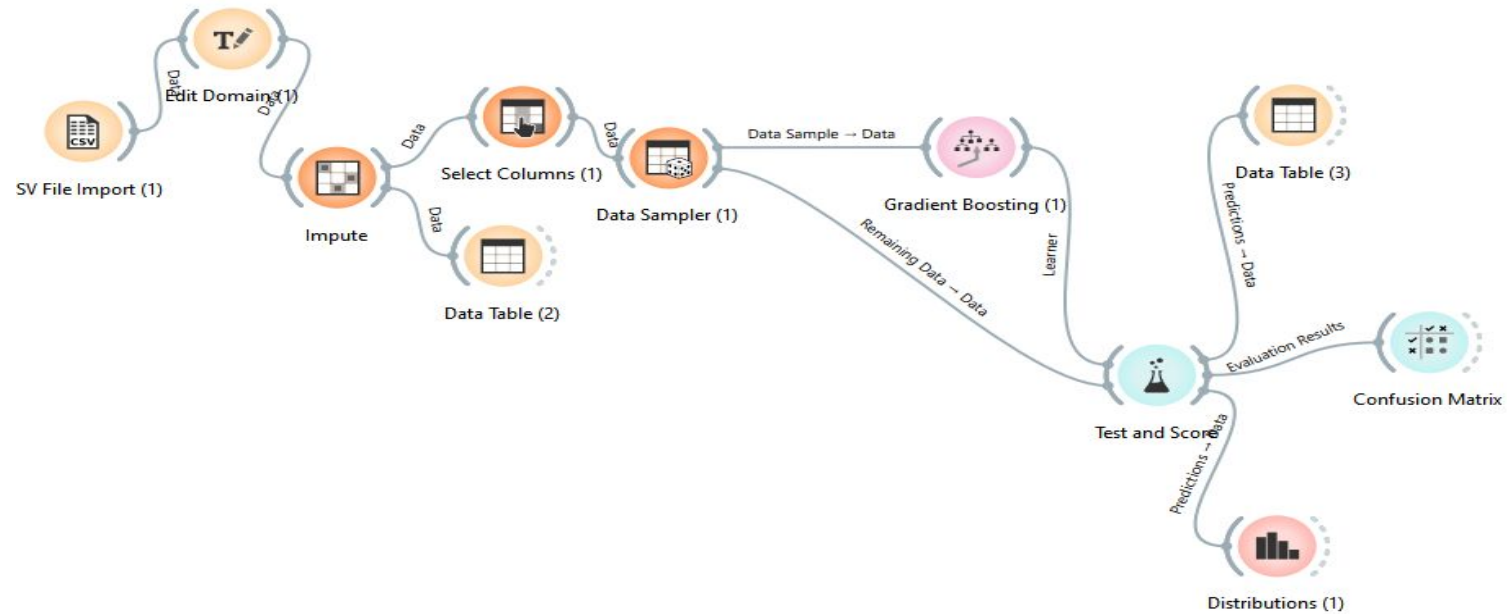 T
Data
Edit Domain (1)
Data
CSV
SV File Import (1)
Impute
Data
Data
Select Columns (1)
Data
Data Table (2)
Data Sampler (1)
Data Sample → Data
Remaining Data → Data
Gradient Boosting (1)
Learner
Test and Score
Predictions → Data
Data Table (3)
Evaluation Results
Confusion Matrix
Predictions → Data
Distributions (1)